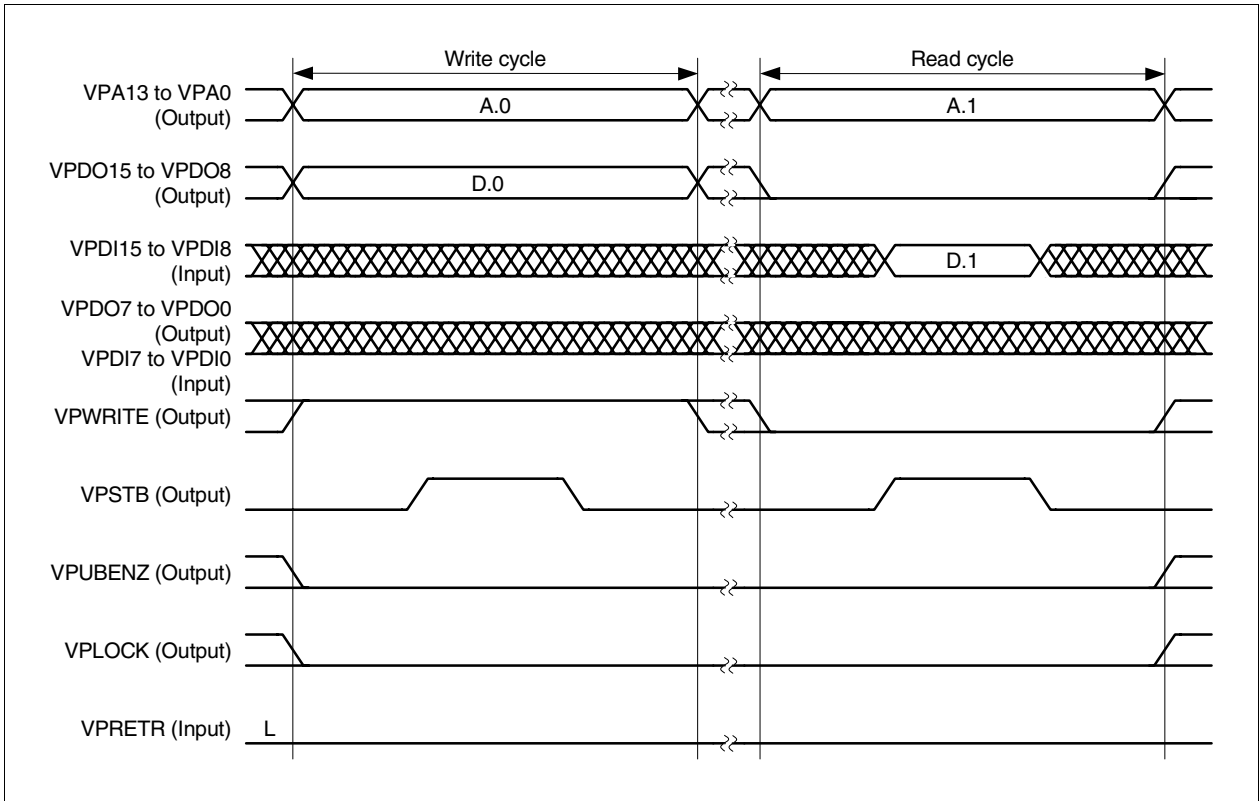 Write cycle
Read cycle
VPA13 to VPA0
(Output)
A.0
A.1
VPDO15 to VPDO8
(Output)
D.0
VPDI15 to VPDI8
(Input)
D.1
VPDO7 to VPDO0
(Output)
VPDI7 to VPDI0
(Input)
VPWRITE (Output)
VPSTB (Output)
VPUBENZ (Output)
VPLOCK (Output)
VPRETR (Input)
L